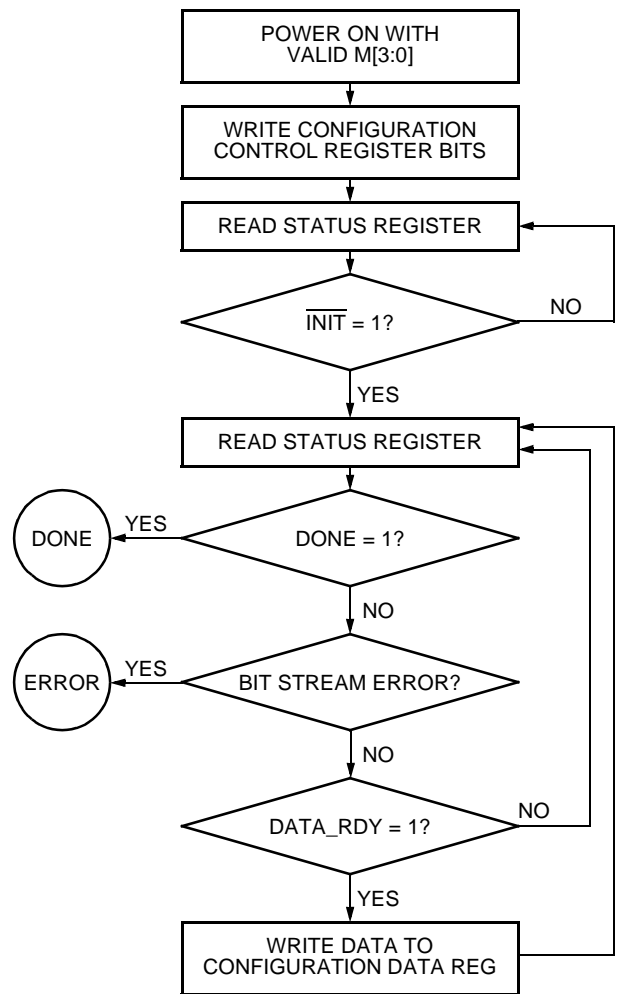 POWER ON WITH
VALID M[3:0]
WRITE CONFIGURATION
CONTROL REGISTER BITS
READ STATUS REGISTER
I̅N̅I̅T̅ = 1?
NO
YES
READ STATUS REGISTER
DONE
YES
DONE = 1?
NO
ERROR
YES
BIT STREAM ERROR?
NO
DATA_RDY = 1?
NO
YES
WRITE DATA TO
CONFIGURATION DATA REG